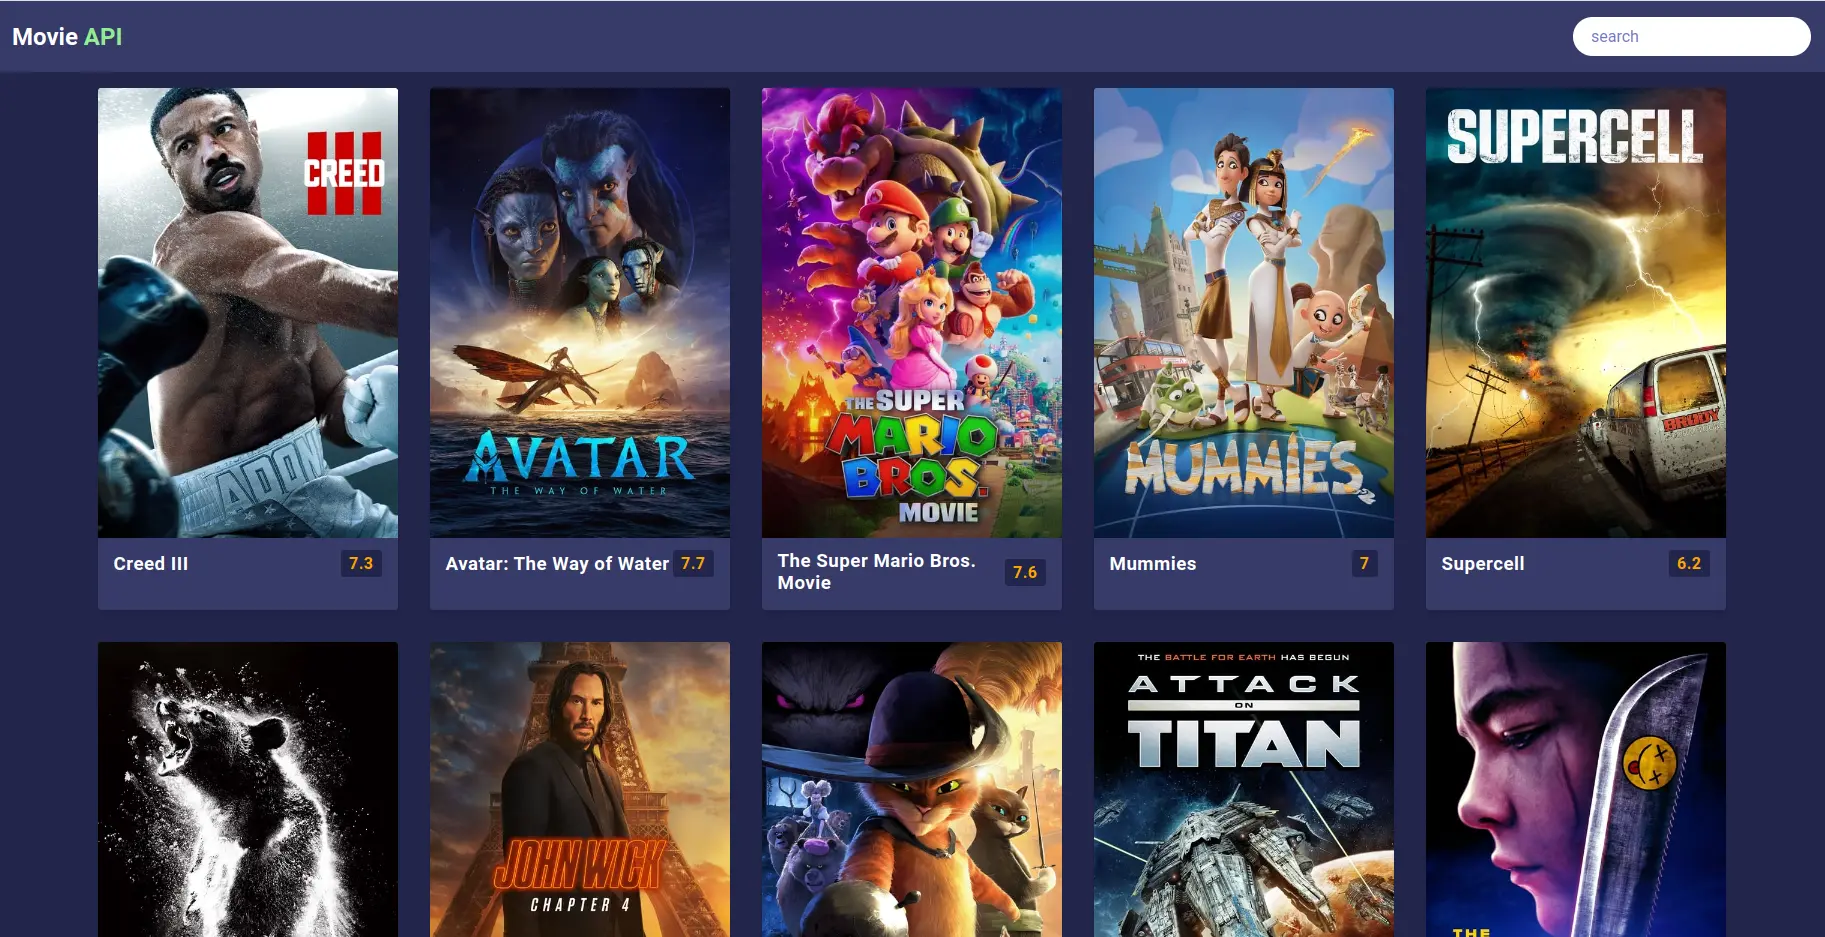 Movie API
search
CREED
III
ADON
AVATAR
THE WAY OF WATER
THE SUPER
MARIO
BROS.
MOVIE
MUMMIES
SUPERCELL
BRODY
Creed III
7.3
Avatar: The Way of Water
7.7
The Super Mario Bros.
Movie
7.6
Mummies
7
Supercell
6.2
JOHN WICK
CHAPTER 4
THE BATTLE FOR EARTH HAS BEGUN
ATTACK
ON
TITAN
THE